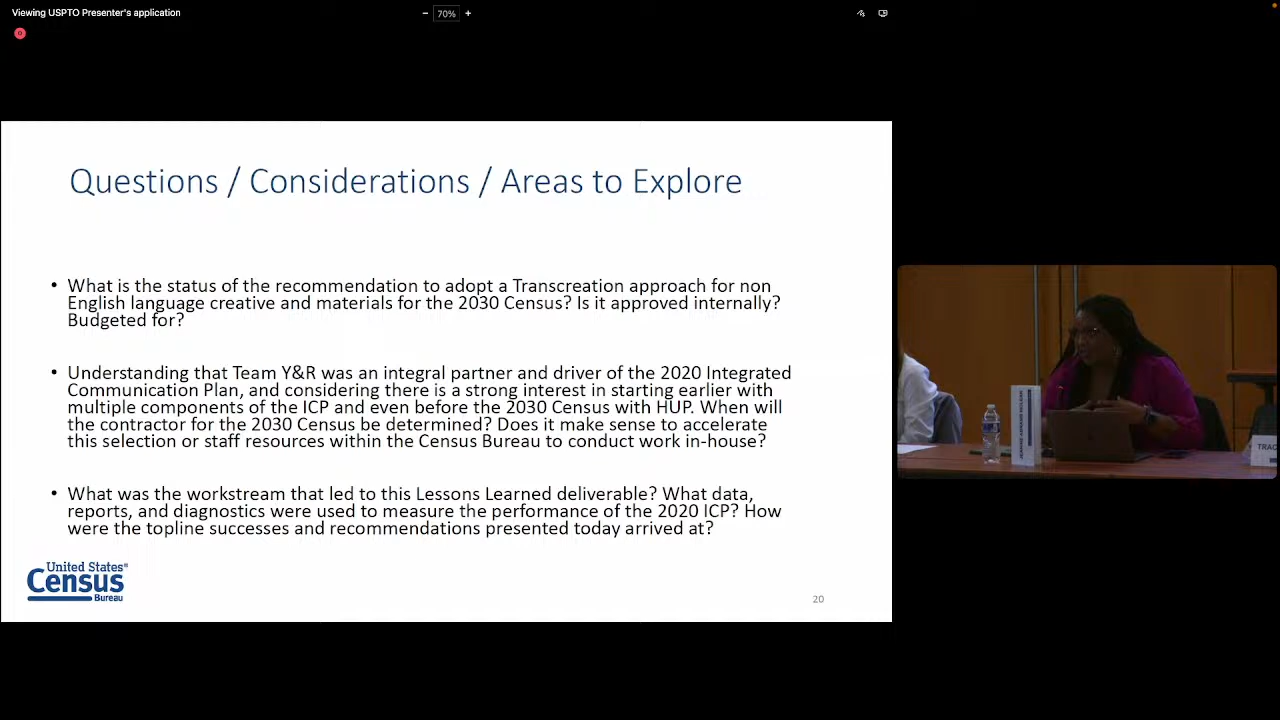 Viewing USPTO Presenter's application
− 70% +
Questions / Considerations / Areas to Explore
• What is the status of the recommendation to adopt a Transcreation approach for non
English language creative and materials for the 2030 Census? Is it approved internally?
Budgeted for?
• Understanding that Team Y&R was an integral partner and driver of the 2020 Integrated
Communication Plan, and considering there is a strong interest in starting earlier with
multiple components of the ICP and even before the 2030 Census with HUP. When will
the contractor for the 2030 Census be determined? Does it make sense to accelerate
this selection or staff resources within the Census Bureau to conduct work in-house?
• What was the workstream that led to this Lessons Learned deliverable? What data,
reports, and diagnostics were used to measure the performance of the 2020 ICP? How
were the topline successes and recommendations presented today arrived at?
United States®
Census
Bureau
20
TRAC